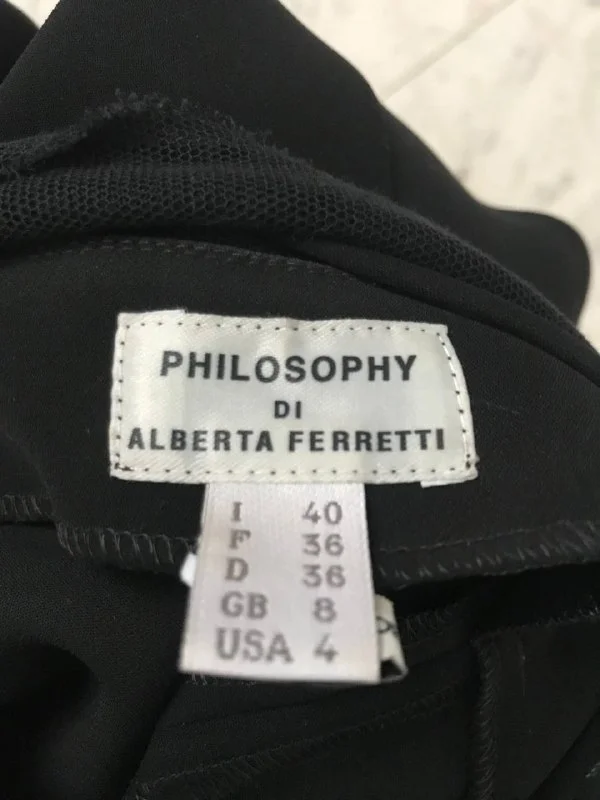 PHILOSOPHY
DI
ALBERTA FERRETTI
I 40
F 36
D 36
GB 8
USA 4